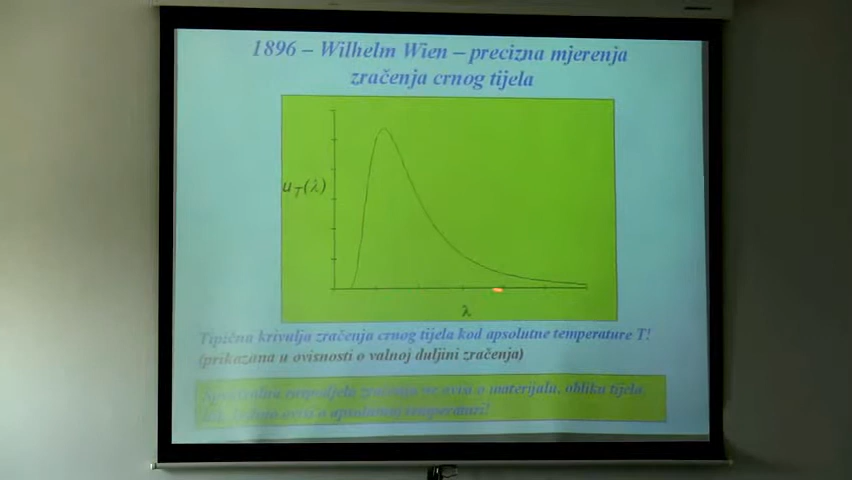 1896 – Wilhelm Wien – precizna mjerenja
zračenja crnog tijela
u_T(λ)
λ
Tipična krivulja zračenja crnog tijela kod apsolutne temperature T!
(prikazana u ovisnosti o valnoj duljini zračenja)
Spektralna raspodjela zračenja ne ovisi o materijalu, obliku tijela,
ovisi o apsolutnoj temperaturi!